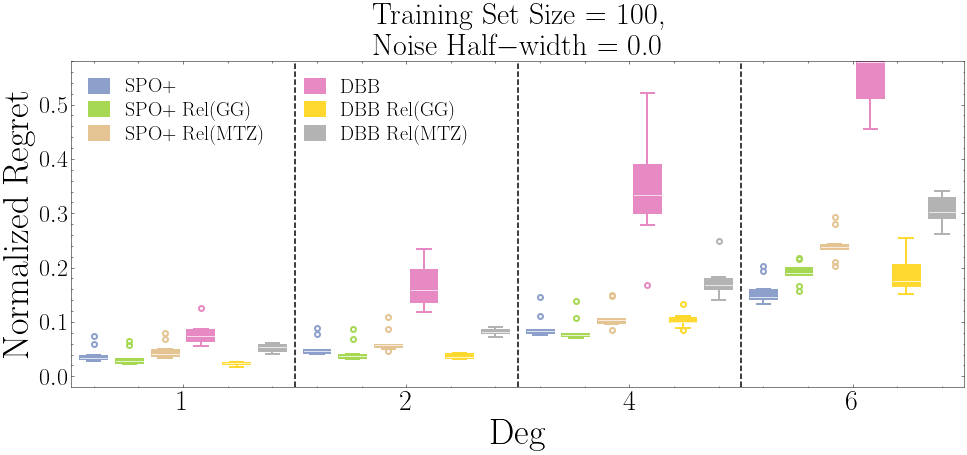 Training Set Size = 100,
Noise Half−width = 0.0
Normalized Regret
0.5
0.4
0.3
0.2
0.1
0.0
SPO+
SPO+ Rel(GG)
SPO+ Rel(MTZ)
DBB
DBB Rel(GG)
DBB Rel(MTZ)
1 2 4 6
Deg